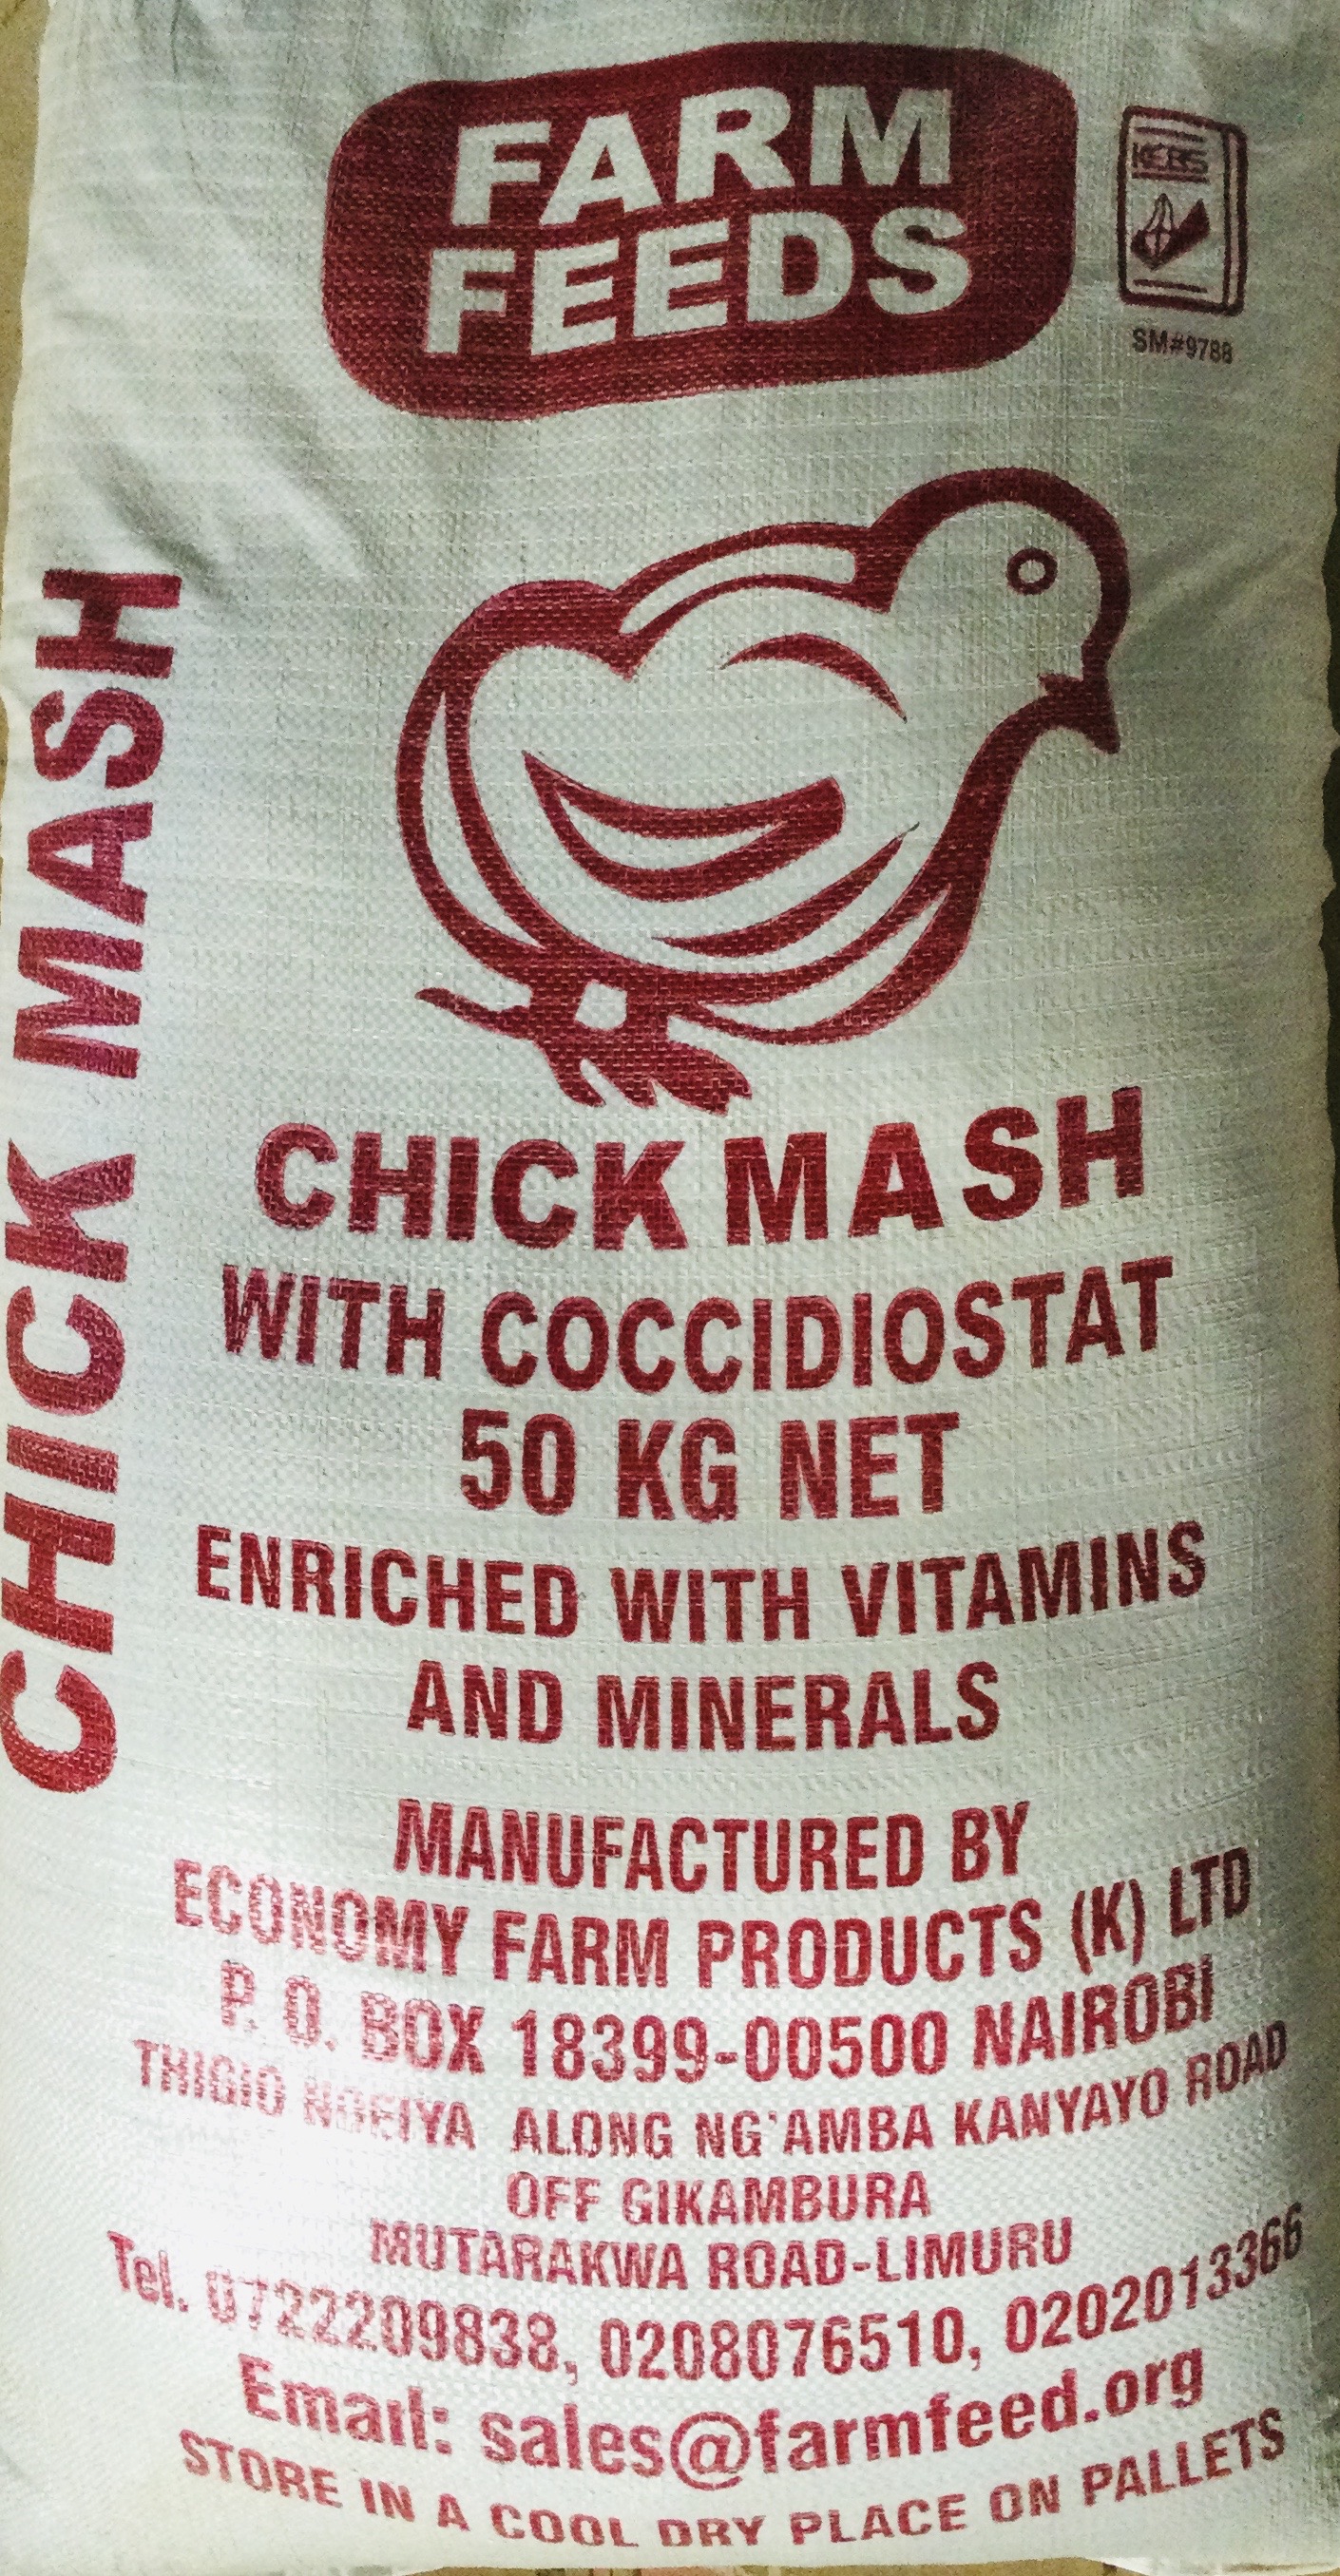 FARM
FEEDS
KEBS
SM#9788
CHICK MASH
CHICK MASH
WITH COCCIDIOSTAT
50 KG NET
ENRICHED WITH VITAMINS
AND MINERALS
MANUFACTURED BY
ECONOMY FARM PRODUCTS (K) LTD
P. O. BOX 18399-00500 NAIROBI
THIGIO ALONG NG'AMBA KANYAYO ROAD
OFF GIKAMBURA
MUTARAKWA ROAD-LIMURU
Tel. 0722209838, 0208076510, 0202013366
Email: sales@farmfeed.org
STORE IN A COOL DRY PLACE ON PALLETS